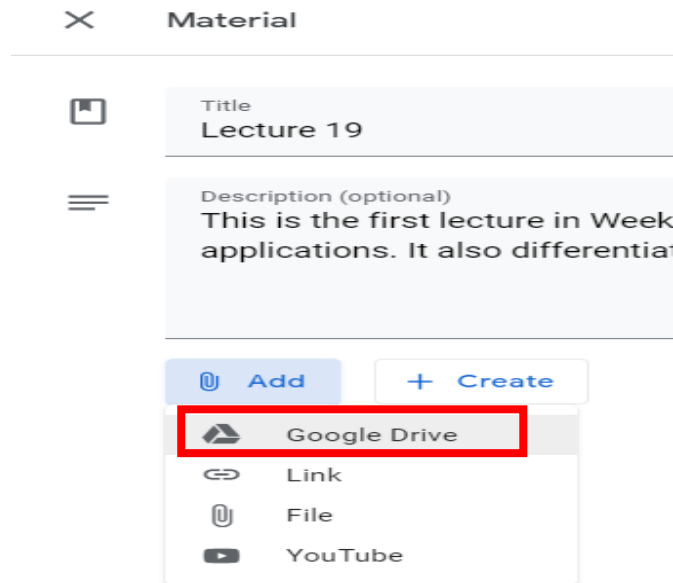 Material
Title
Lecture 19
Description (optional)
This is the first lecture in Week
applications. It also differentia
Add
+ Create
Google Drive
Link
File
YouTube